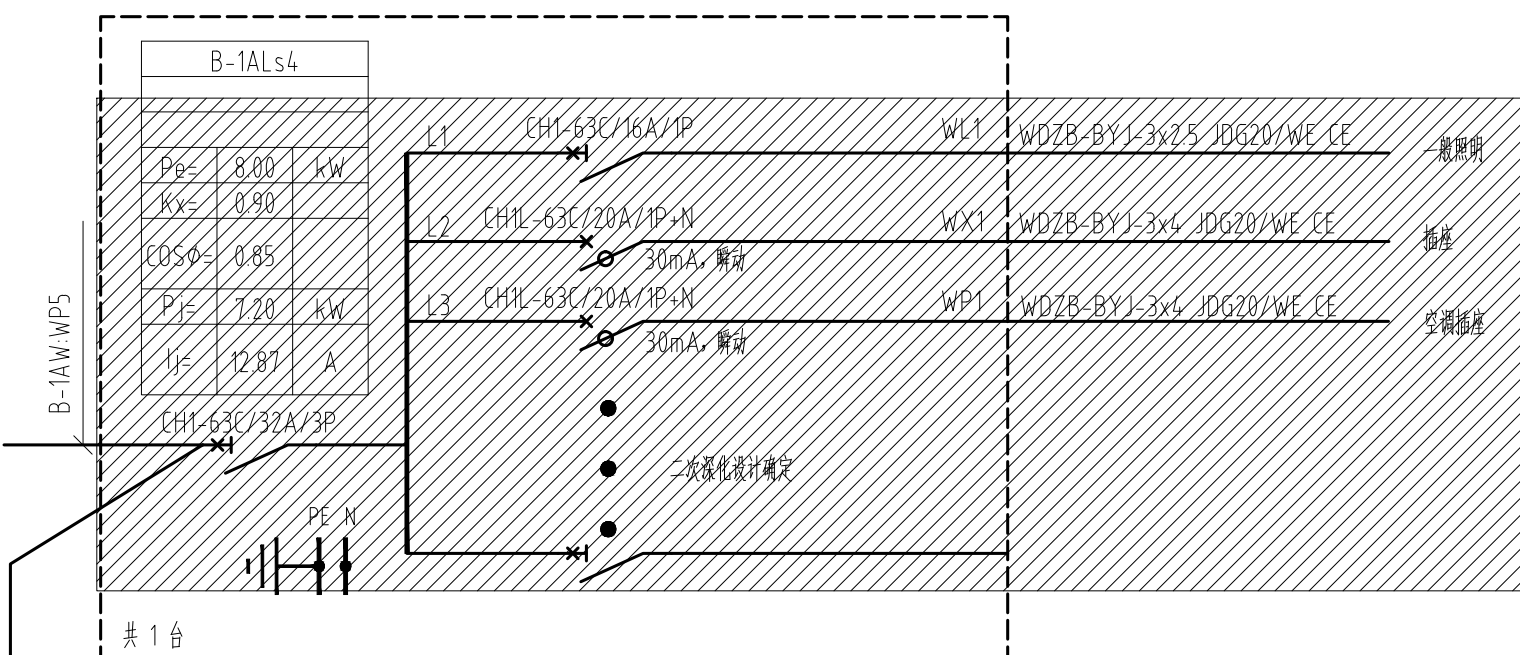 B-1ALs4
Pe= 8.00 kW
Kx= 0.90
COSΦ= 0.85
Pj= 7.20 kW
Ij= 12.87 A
B-1AW:WP5
CH1-63C/32A/3P
PE N
L1 CH1-63C/16A/1P WL1 WDZB-BYJ-3x2.5 JDG20/WE CE 一般照明
L2 CH1L-63C/20A/1P+N WX1 WDZB-BYJ-3x4 JDG20/WE CE 插座
30mA, 瞬动
L3 CH1L-63C/20A/1P+N WP1 WDZB-BYJ-3x4 JDG20/WE CE 空调插座
30mA, 瞬动
二次深化设计确定
共 1 台